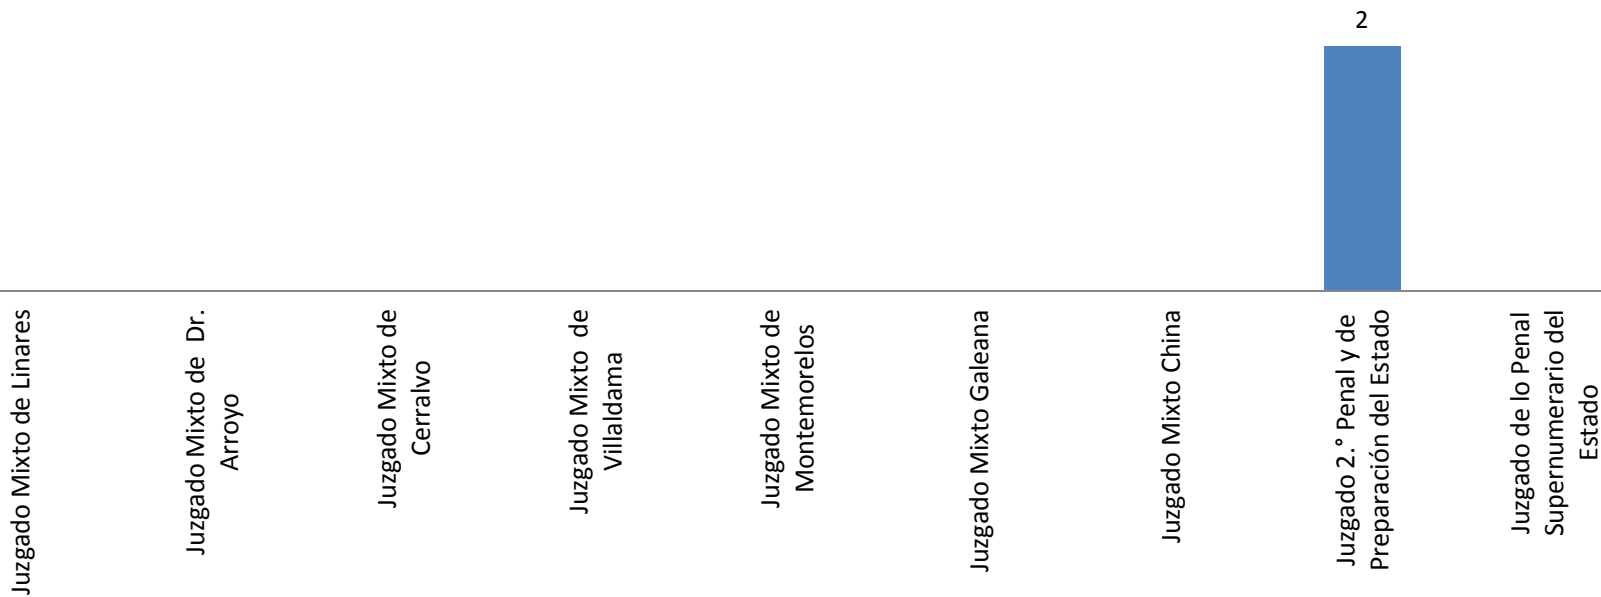 2
Juzgado Mixto de Linares
Juzgado Mixto de  Dr.
Arroyo
Juzgado Mixto de
Cerralvo
Juzgado Mixto  de
Villaldama
Juzgado Mixto de
Montemorelos
Juzgado Mixto Galeana
Juzgado Mixto China
Juzgado 2.° Penal y de
Preparación del Estado
Juzgado de lo Penal
Supernumerario del
Estado